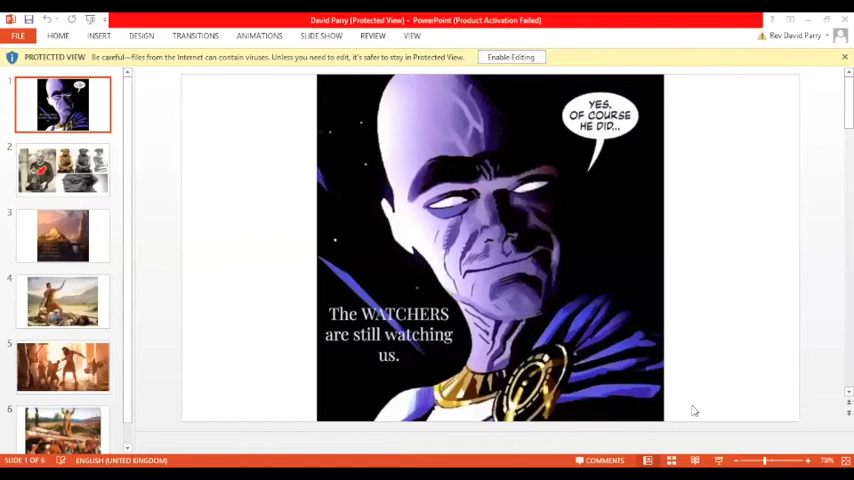 David Parry [Protected View] - PowerPoint (Product Activation Failed)
FILE HOME INSERT DESIGN TRANSITIONS ANIMATIONS SLIDE SHOW REVIEW VIEW
Rev David Parry
PROTECTED VIEW Be careful—files from the Internet can contain viruses. Unless you need to edit, it's safer to stay in Protected View. Enable Editing
1
2
3
4
5
6
YES.
OF COURSE
HE DID...
The WATCHERS
are still watching
us.
SLIDE 1 OF 6 ENGLISH (UNITED KINGDOM) COMMENTS 78%